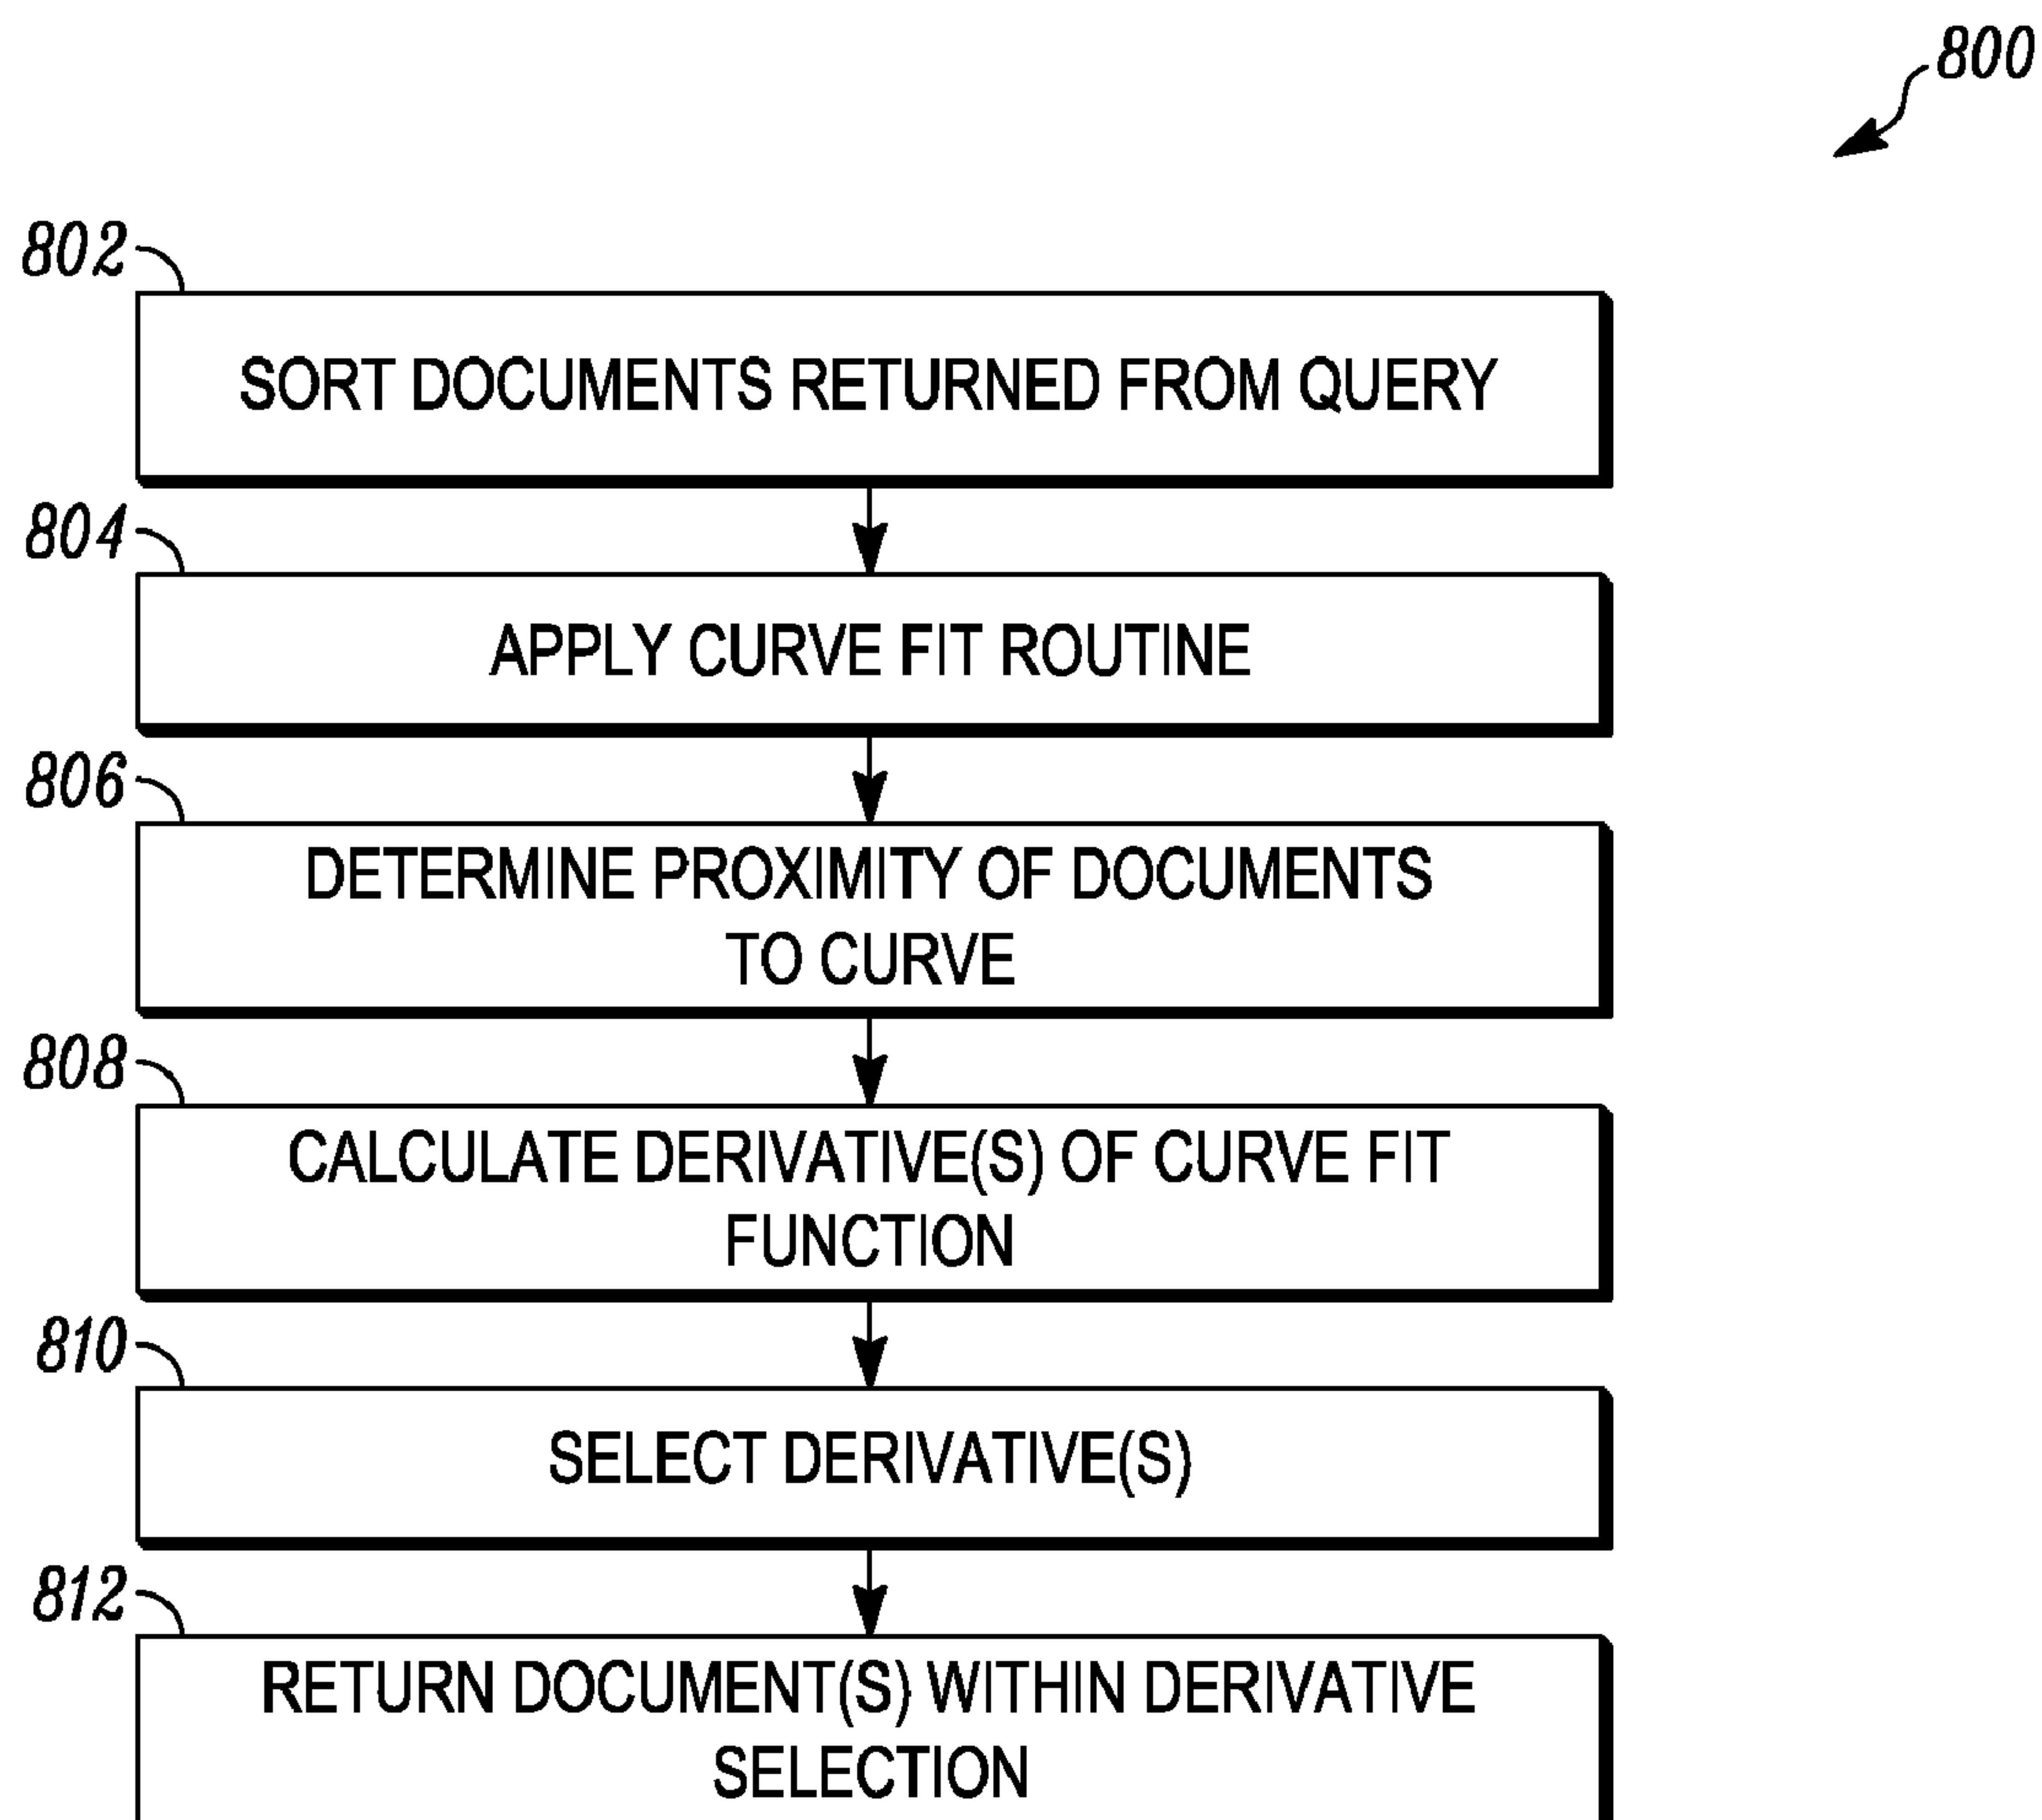 800
802
SORT DOCUMENTS RETURNED FROM QUERY
804
APPLY CURVE FIT ROUTINE
806
DETERMINE PROXIMITY OF DOCUMENTS
TO CURVE
808
CALCULATE DERIVATIVE(S) OF CURVE FIT
FUNCTION
810
SELECT DERIVATIVE(S)
812
RETURN DOCUMENT(S) WITHIN DERIVATIVE
SELECTION